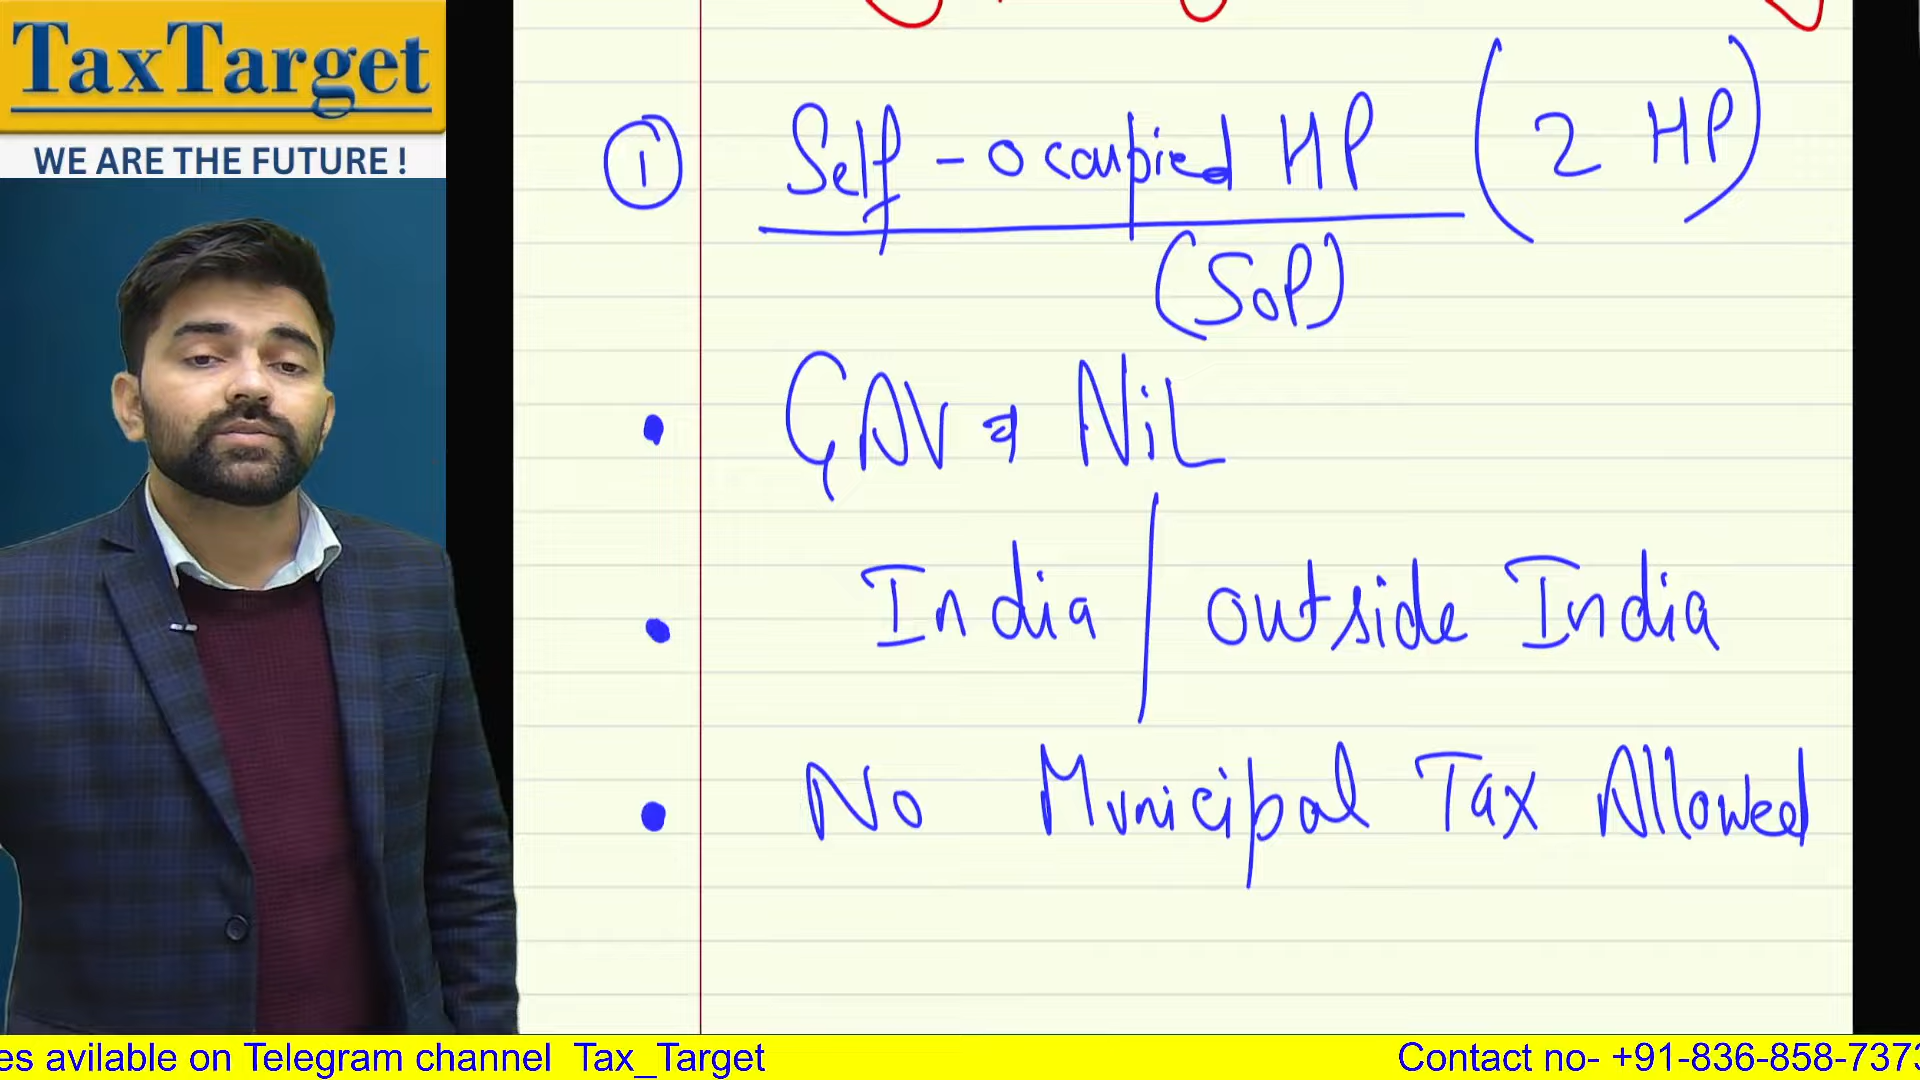 TaxTarget
WE ARE THE FUTURE !
1 Self-occupied HP (2 HP)
(SOP)
• GAV = NiL
• India / outside India
• No Municipal Tax Allowed
es avilable on Telegram channel Tax_Target
Contact no- +91-836-858-7373